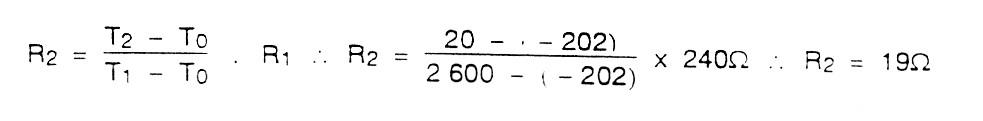 R₂ = (T₂ – T₀) / (T₁ – T₀) . R₁ ∴ R₂ = (20 – ( – 202)) / (2 600 – ( – 202)) x 240Ω ∴ R₂ = 19Ω